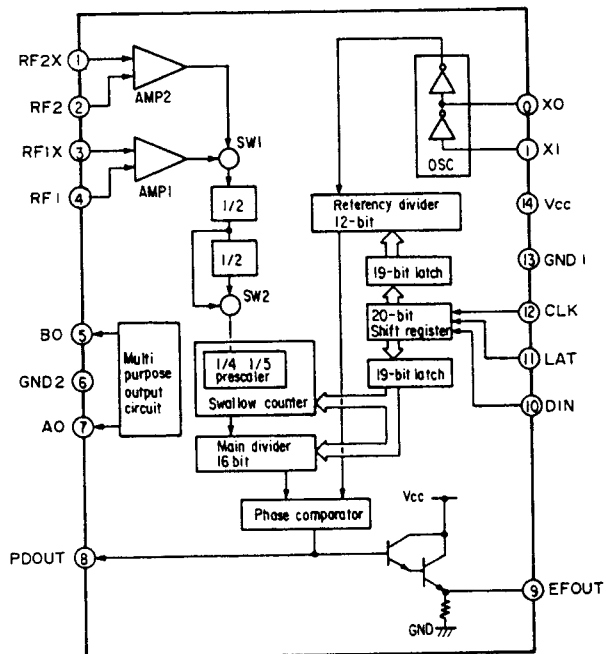 RF2X 1
RF2 2
AMP2
RF1X 3
RF1 4
AMP1
SW1
1/2
1/2
SW2
BO 5
GND2 6
AO 7
Multi
purpose
output
circuit
1/4 1/5
prescaler
Swallow counter
Main divider
16 bit
Phase comparator
PDOUT 8
OSC
0 XO
1 XI
Referency divider
12-bit
14 Vcc
13 GND 1
19-bit latch
20-bit
Shift register
12 CLK
11 LAT
19-bit latch
10 DIN
Vcc
9 EFOUT
GND